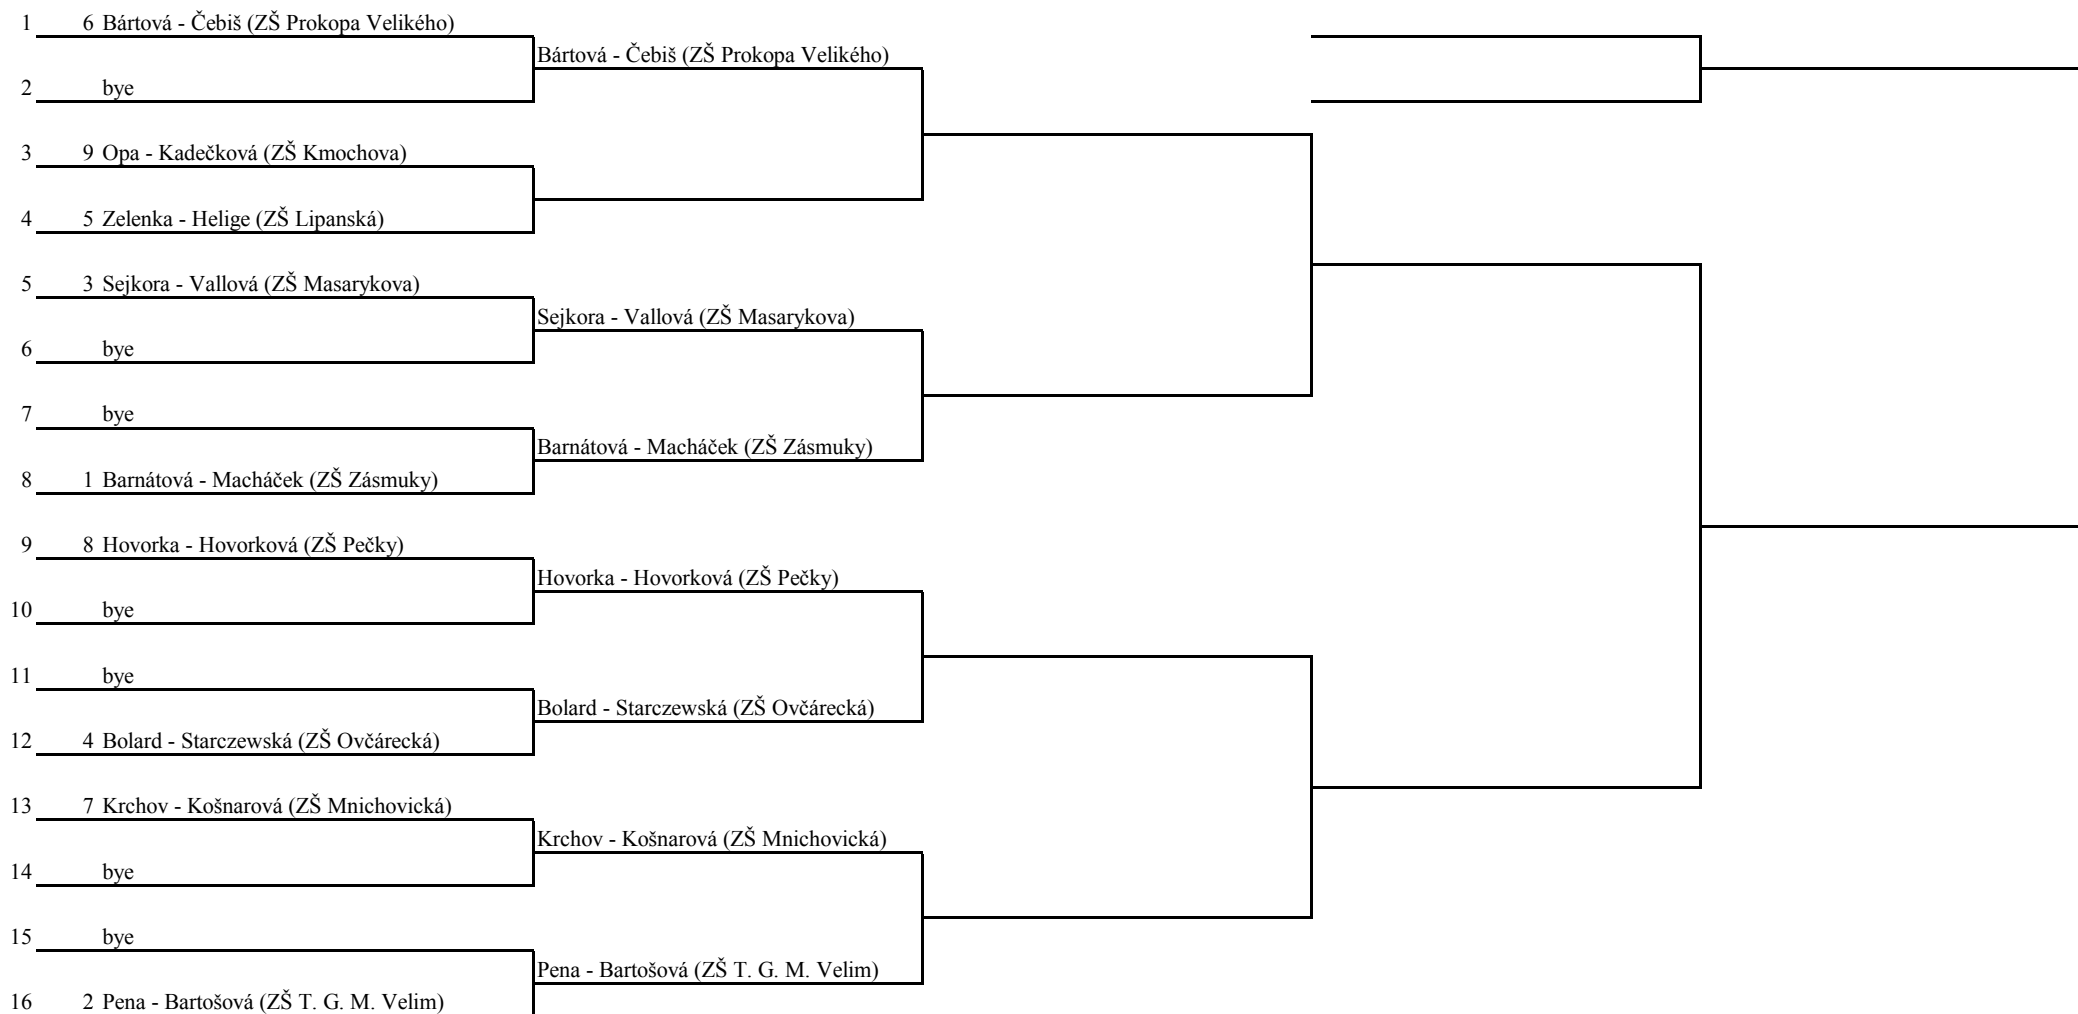 1 6 Bártová - Čebiš (ZŠ Prokopa Velikého)
Bártová - Čebiš (ZŠ Prokopa Velikého)
2 bye
3 9 Opa - Kadečková (ZŠ Kmochova)
4 5 Zelenka - Helige (ZŠ Lipanská)
5 3 Sejkora - Vallová (ZŠ Masarykova)
Sejkora - Vallová (ZŠ Masarykova)
6 bye
7 bye
Barnátová - Macháček (ZŠ Zásmuky)
8 1 Barnátová - Macháček (ZŠ Zásmuky)
9 8 Hovorka - Hovorková (ZŠ Pečky)
Hovorka - Hovorková (ZŠ Pečky)
10 bye
11 bye
Bolard - Starczewská (ZŠ Ovčárecká)
12 4 Bolard - Starczewská (ZŠ Ovčárecká)
13 7 Krchov - Košnarová (ZŠ Mnichovická)
Krchov - Košnarová (ZŠ Mnichovická)
14 bye
15 bye
Pena - Bartošová (ZŠ T. G. M. Velim)
16 2 Pena - Bartošová (ZŠ T. G. M. Velim)